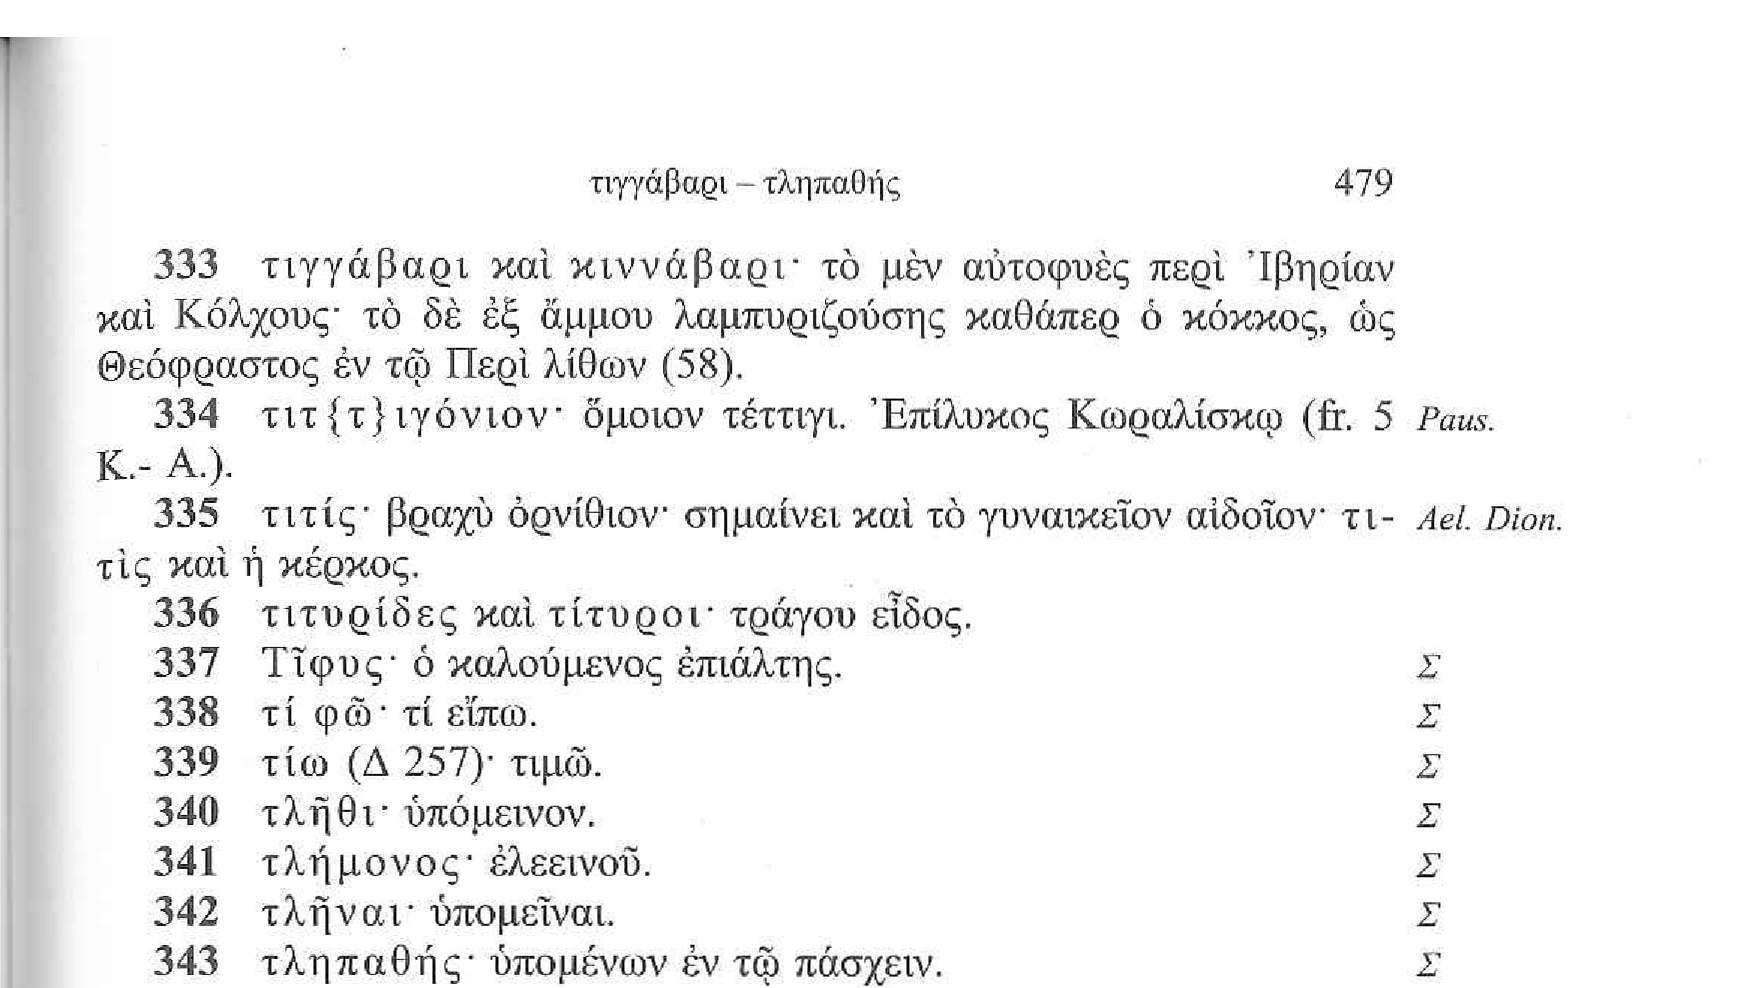 τιγγάβαρι – τληπαθής 479
333 τιγγάβαρι καὶ κιννάβαρι· τὸ μὲν αὐτοφυὲς περὶ Ἰβηρίαν
καὶ Κόλχους· τὸ δὲ ἐξ ἄμμου λαμπυριζούσης καθάπερ ὁ κόκκος, ὡς
Θεόφραστος ἐν τῷ Περὶ λίθων (58).
334 τιτ{τ}ιγόνιον· ὅμοιον τέττιγι. Ἐπίλυκος Κωραλίσκῳ (fr. 5 Paus.
K.- A.).
335 τιτίς· βραχὺ ὀρνίθιον· σημαίνει καὶ τὸ γυναικεῖον αἰδοῖον· τι- Ael. Dion.
τὶς καὶ ἡ κέρκος.
336 τιτυρίδες καὶ τίτυροι· τράγου εἶδος.
337 Τῖφυς· ὁ καλούμενος ἐπιάλτης. Σ
338 τί φῶ· τί εἴπω. Σ
339 τίω (Δ 257)· τιμῶ. Σ
340 τλῆθι· ὑπόμεινον. Σ
341 τλήμονος· ἐλεεινοῦ. Σ
342 τλῆναι· ὑπομεῖναι. Σ
343 τληπαθής· ὑπομένων ἐν τῷ πάσχειν. Σ